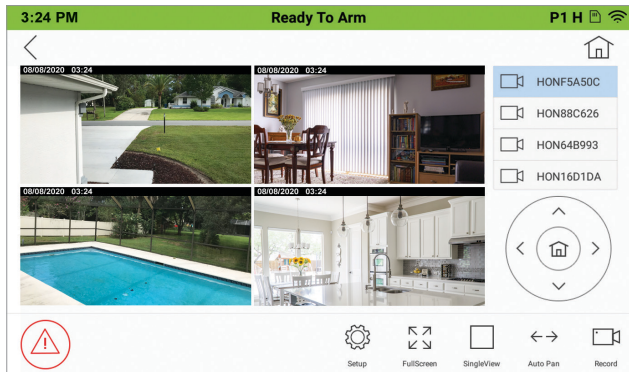 3:24 PM Ready To Arm P1 H
08/08/2020 03:24 08/08/2020 03:24
08/08/2020 03:24 08/08/2020 03:24
HONF5A50C
HON88C626
HON64B993
HON16D1DA
Setup FullScreen SingleView Auto Pan Record